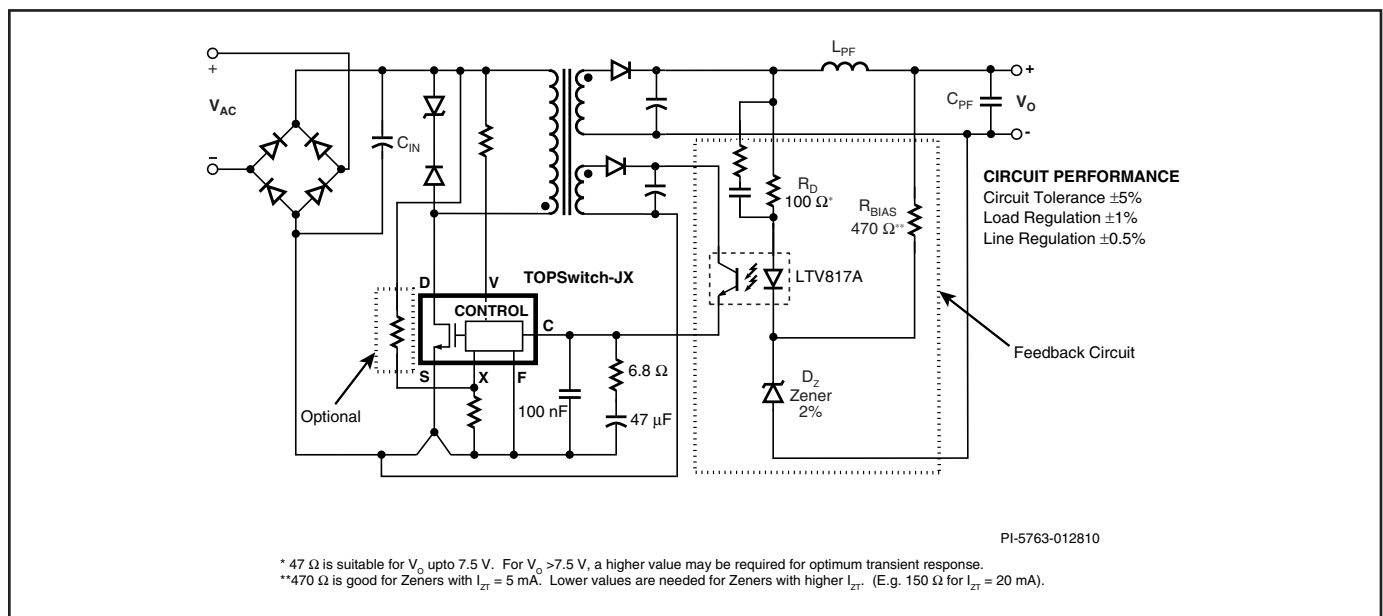 +
V_AC
–
C_IN
L_PF
+
C_PF
V_O
-
R_D
100 Ω*
R_BIAS
470 Ω**
CIRCUIT PERFORMANCE
Circuit Tolerance ±5%
Load Regulation ±1%
Line Regulation ±0.5%
D
V
TOPSwitch-JX
CONTROL
C
S
X
F
LTV817A
Optional
100 nF
6.8 Ω
47 μF
D_Z
Zener
2%
Feedback Circuit
PI-5763-012810
* 47 Ω is suitable for V_O upto 7.5 V. For V_O >7.5 V, a higher value may be required for optimum transient response.
**470 Ω is good for Zeners with I_ZT = 5 mA. Lower values are needed for Zeners with higher I_ZT. (E.g. 150 Ω for I_ZT = 20 mA).